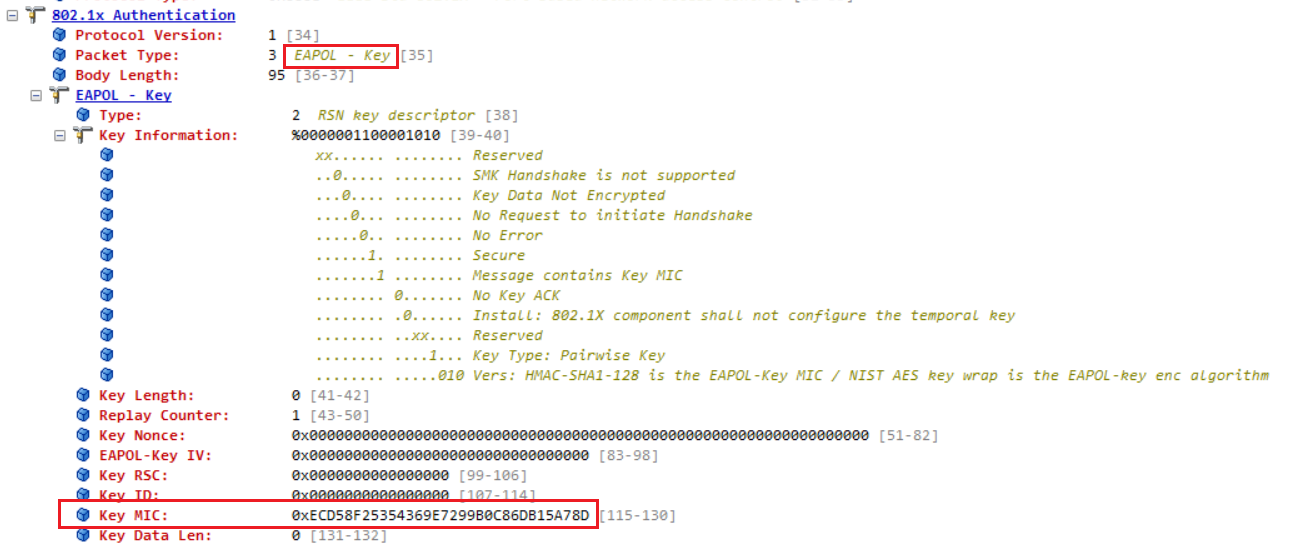 802.1x Authentication
Protocol Version: 1 [34]
Packet Type: 3 EAPOL - Key [35]
Body Length: 95 [36-37]
EAPOL - Key
Type: 2 RSN key descriptor [38]
Key Information: %0000001100001010 [39-40]
xx...... ........ Reserved
..0..... ........ SMK Handshake is not supported
...0.... ........ Key Data Not Encrypted
....0... ........ No Request to initiate Handshake
.....0.. ........ No Error
......1. ........ Secure
.......1 ........ Message contains Key MIC
........ 0....... No Key ACK
........ .0...... Install: 802.1X component shall not configure the temporal key
........ ..xx.... Reserved
........ ....1... Key Type: Pairwise Key
........ .....010 Vers: HMAC-SHA1-128 is the EAPOL-Key MIC / NIST AES key wrap is the EAPOL-key enc algorithm
Key Length: 0 [41-42]
Replay Counter: 1 [43-50]
Key Nonce: 0x0000000000000000000000000000000000000000000000000000000000000000 [51-82]
EAPOL-Key IV: 0x00000000000000000000000000000000 [83-98]
Key RSC: 0x0000000000000000 [99-106]
Key ID: 0x0000000000000000 [107-114]
Key MIC: 0xECD58F25354369E7299B0C86DB15A78D [115-130]
Key Data Len: 0 [131-132]